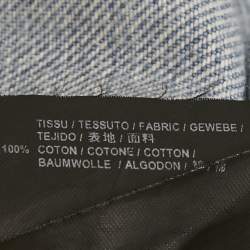 TISSU / TESSUTO / FABRIC / GEWEBE /
TEJIDO / 表地 / 面料
100% COTON / COTONE / COTTON /
BAUMWOLLE / ALGODON /